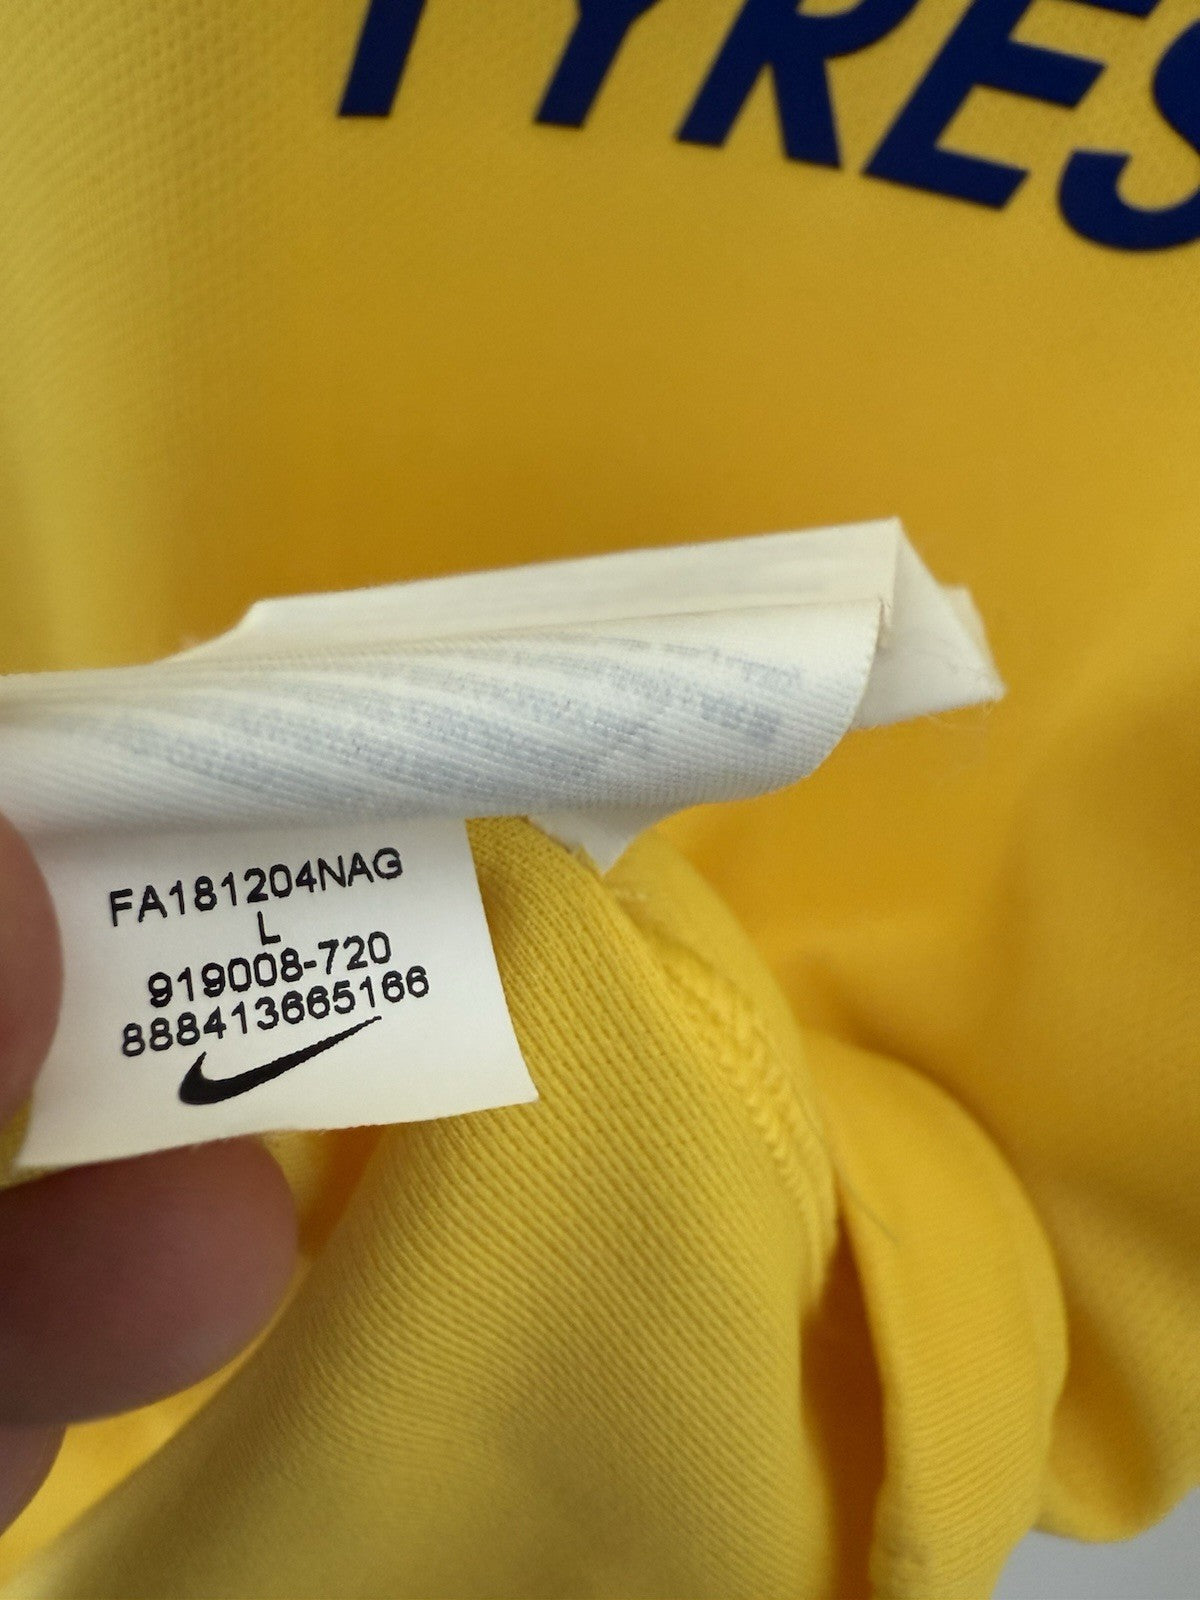 TYRES
FA181204NAG
L
919008-720
888413665166